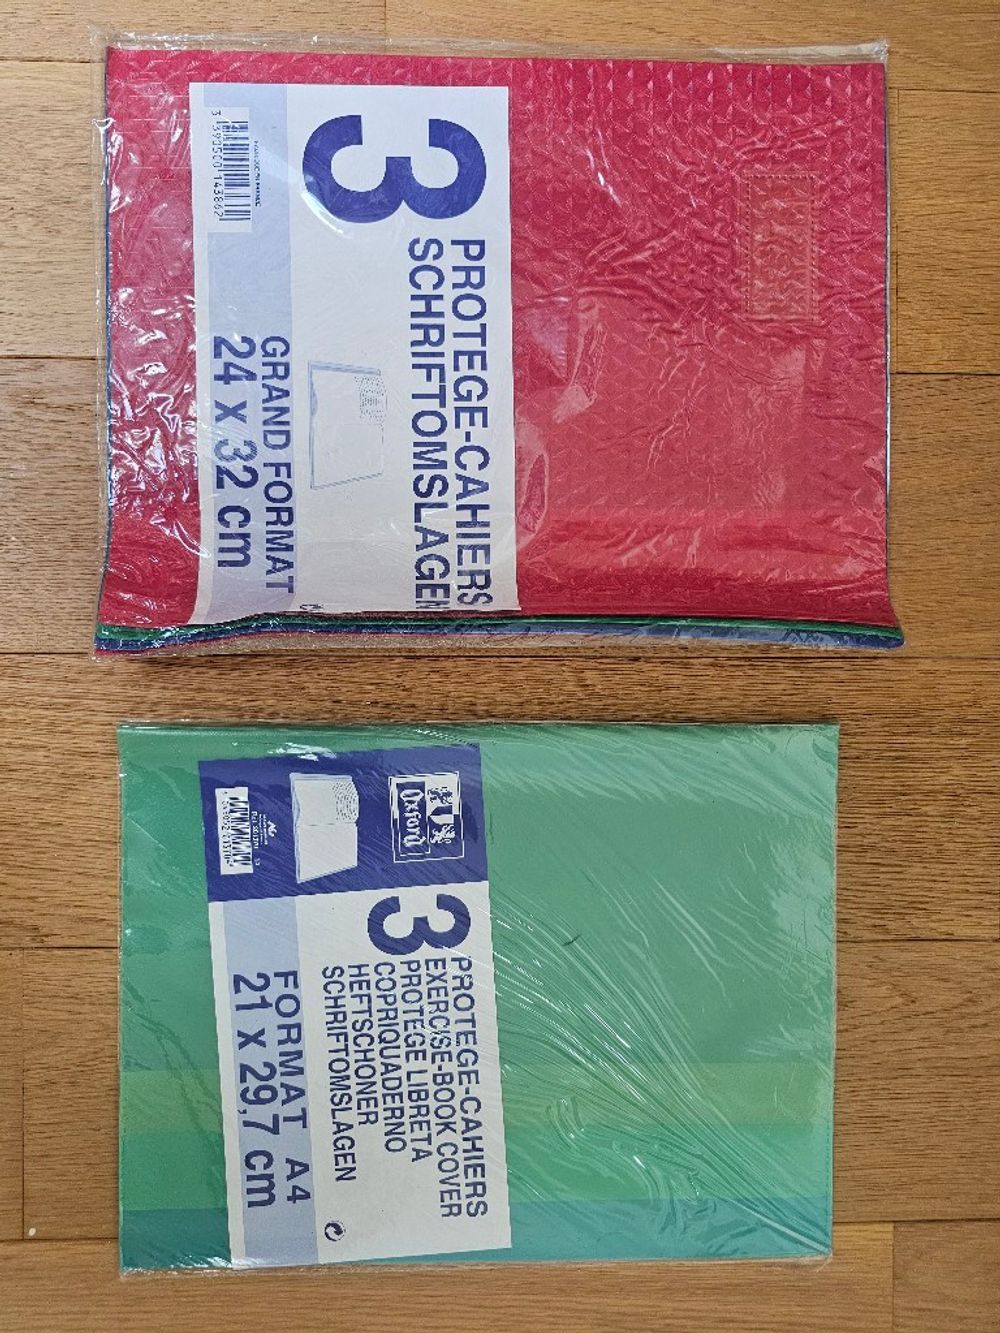 3
PROTEGE-CAHIERS
SCHRIFTOMSLAGEN
GRAND FORMAT
24 x 32 cm
Oxford
3
PROTEGE-CAHIERS
EXERCISE-BOOK COVER
PROTEGE LIBRETA
COPRIQUADERNO
HEFTSCHONER
SCHRIFTOMSLAGEN
FORMAT A4
21 x 29,7 cm